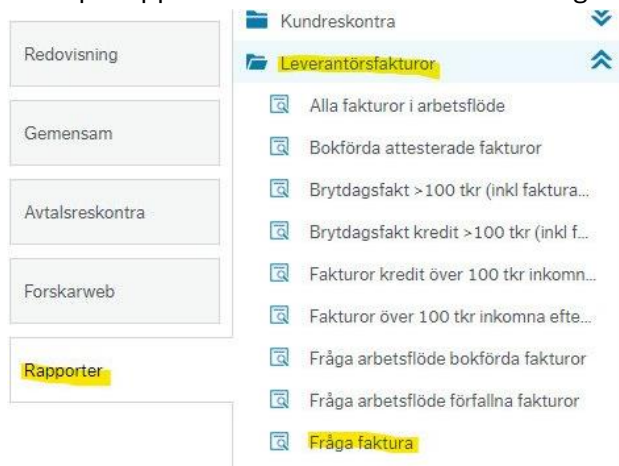 Kundreskontra
Redovisning
Leverantörsfakturor
Alla fakturor i arbetsflöde
Gemensam
Bokförda attesterade fakturor
Brytdagsfakt >100 tkr (inkl faktura...
Avtalsreskontra
Brytdagsfakt kredit >100 tkr (inkl f...
Fakturor kredit över 100 tkr inkomn...
Forskarweb
Fakturor över 100 tkr inkomna efte...
Fråga arbetsflöde bokförda fakturor
Rapporter
Fråga arbetsflöde förfallna fakturor
Fråga faktura